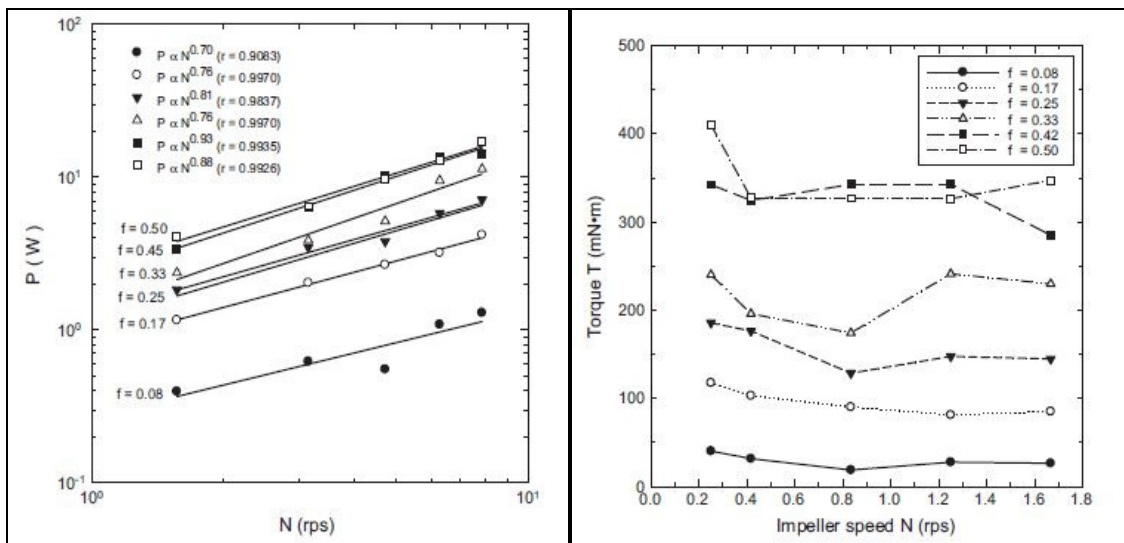 10²
P α N^0.70 (r = 0.9083)
P α N^0.76 (r = 0.9970)
P α N^0.81 (r = 0.9837)
P α N^0.76 (r = 0.9970)
P α N^0.93 (r = 0.9935)
P α N^0.88 (r = 0.9926)
10¹
P ( W )
f = 0.50
f = 0.45
f = 0.33
f = 0.25
f = 0.17
10⁰
f = 0.08
10⁻¹
10⁰ 10¹
N (rps)
500
f = 0.08
f = 0.17
f = 0.25
f = 0.33
f = 0.42
f = 0.50
400
300
Torque T (mN•m)
200
100
0
0.0 0.2 0.4 0.6 0.8 1.0 1.2 1.4 1.6 1.8
Impeller speed N (rps)